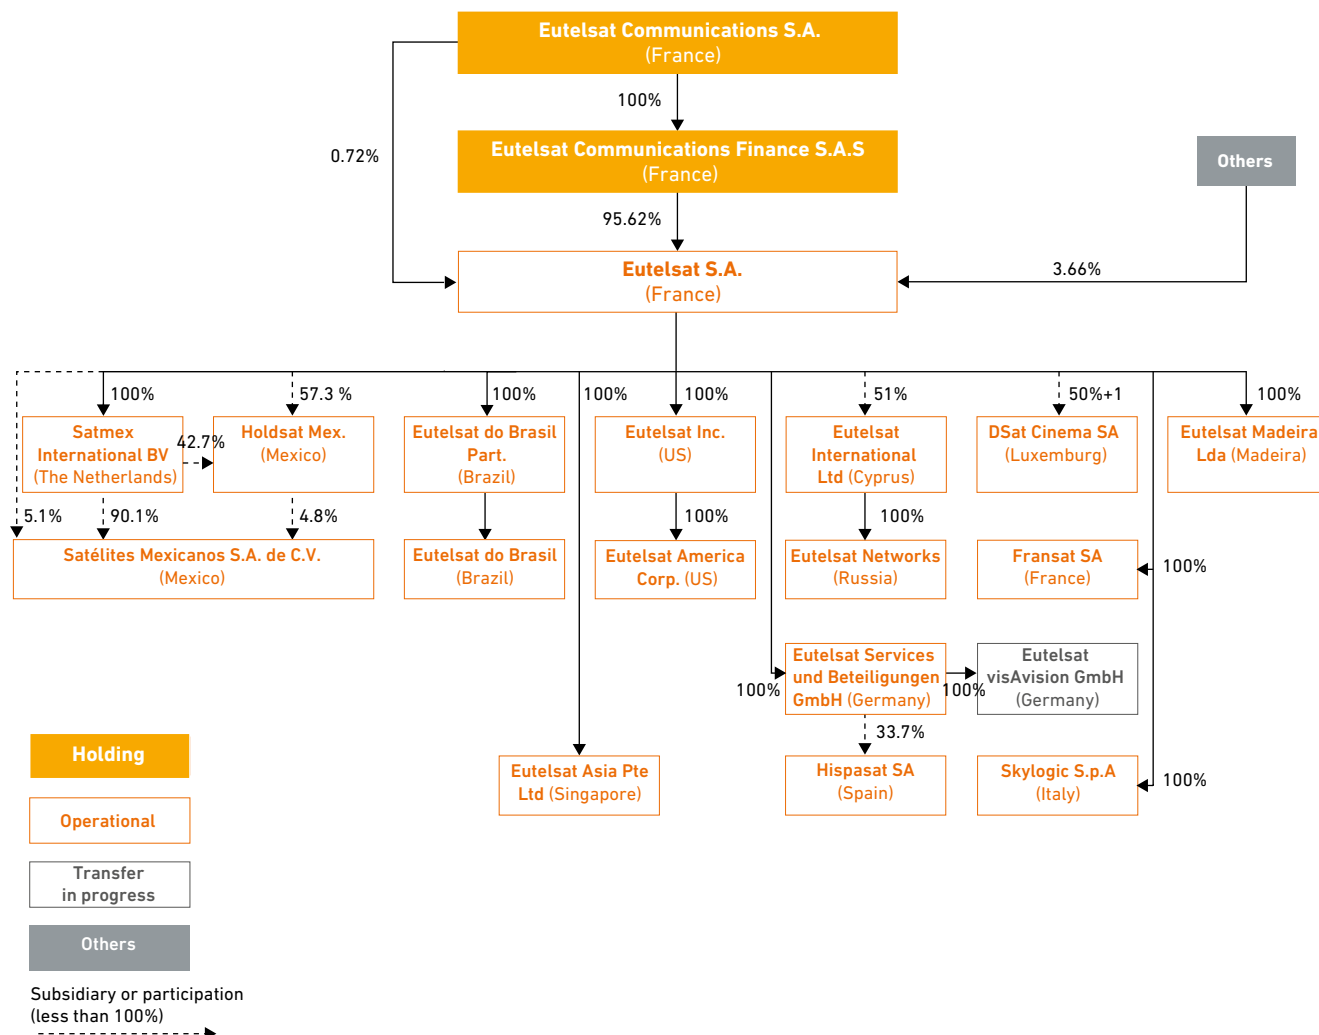 Eutelsat Communications S.A.
(France)
100%
0.72%
Eutelsat Communications Finance S.A.S
(France)
Others
95.62%
Eutelsat S.A.
(France)
3.66%
100%
57.3 %
100%
100%
100%
51%
50%+1
100%
Satmex
International BV
(The Netherlands)
42.7%
Holdsat Mex.
(Mexico)
Eutelsat do Brasil
Part.
(Brazil)
Eutelsat Inc.
(US)
Eutelsat
International
Ltd (Cyprus)
DSat Cinema SA
(Luxemburg)
Eutelsat Madeira
Lda (Madeira)
5.1%
90.1%
4.8%
100%
100%
Satélites Mexicanos S.A. de C.V.
(Mexico)
Eutelsat do Brasil
(Brazil)
Eutelsat America
Corp. (US)
Eutelsat Networks
(Russia)
Fransat SA
(France)
100%
100%
Eutelsat Services
und Beteiligungen
GmbH (Germany)
100%
Eutelsat
visAvision GmbH
(Germany)
33.7%
Eutelsat Asia Pte
Ltd (Singapore)
Hispasat SA
(Spain)
Skylogic S.p.A
(Italy)
100%
Holding
Operational
Transfer
in progress
Others
Subsidiary or participation
(less than 100%)